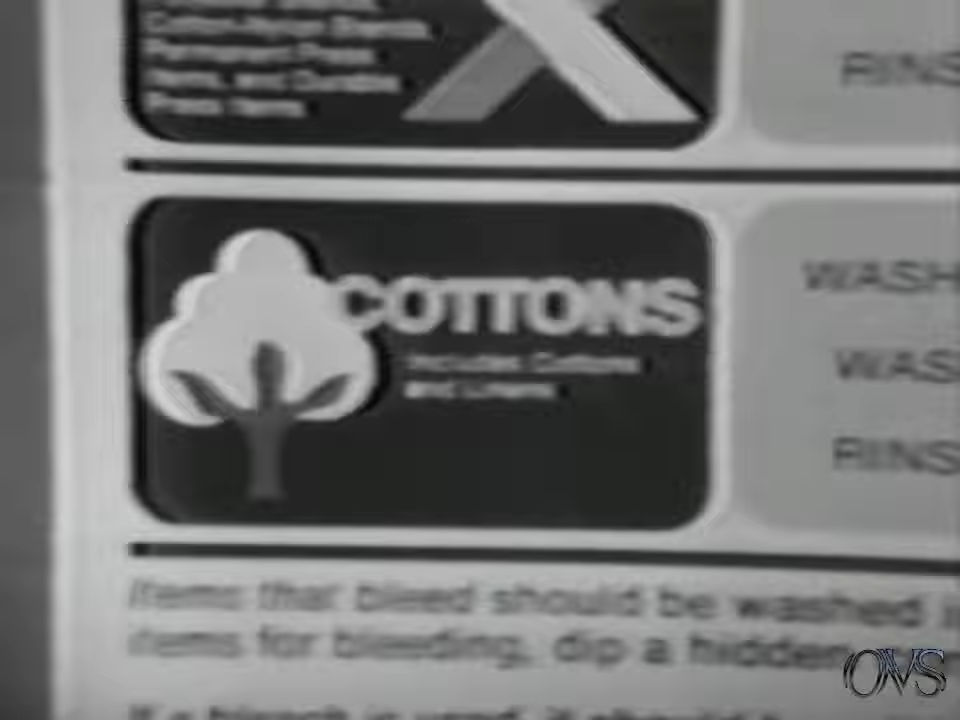 Cotton-Nylon Blends,
Permanent Press
Items, and Durable
Press Items
RINS
COTTONS
Includes Cottons
and Linens
WASH
WAS
RINS
Items that bleed should be washed
items for bleeding, dip a hidden
OVS